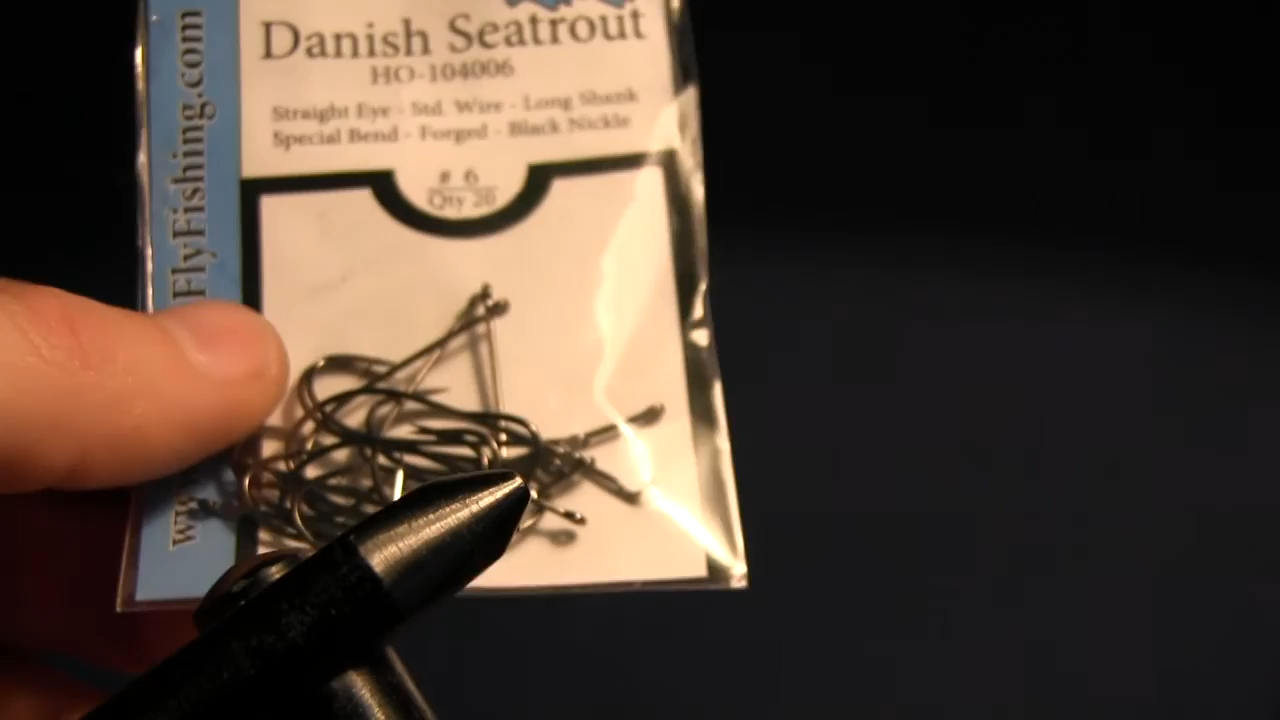 Danish Seatrout
HO-104006
Straight Eye - Std. Wire - Long Shank
Special Bend - Forged - Black Nickle
# 6
Qty 20
FlyFishing.com